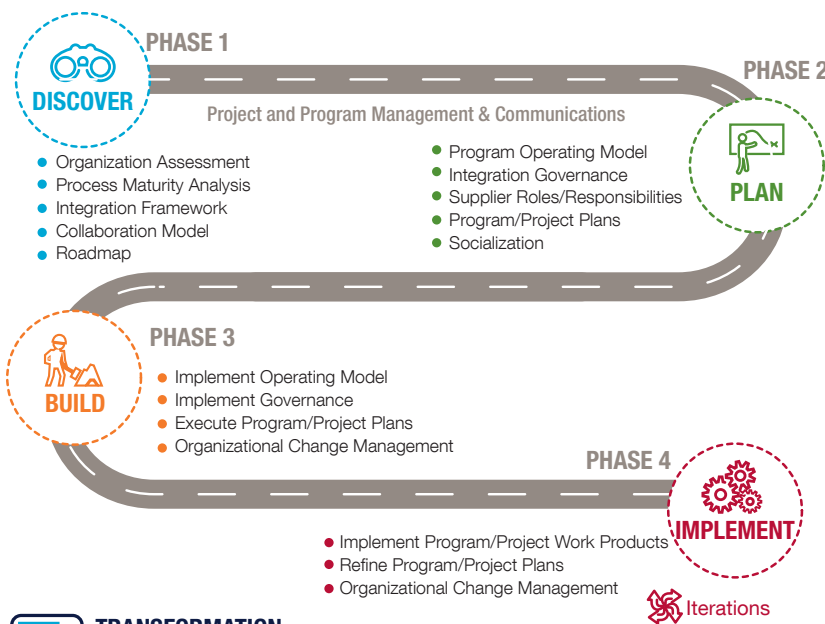 PHASE 1
DISCOVER
PHASE 2
Project and Program Management & Communications
Organization Assessment
Process Maturity Analysis
Integration Framework
Collaboration Model
Roadmap
Program Operating Model
Integration Governance
Supplier Roles/Responsibilities
Program/Project Plans
Socialization
PLAN
PHASE 3
BUILD
Implement Operating Model
Implement Governance
Execute Program/Project Plans
Organizational Change Management
PHASE 4
IMPLEMENT
Implement Program/Project Work Products
Refine Program/Project Plans
Organizational Change Management
Iterations
TRANSFORMATION